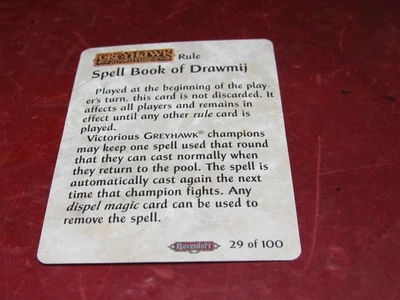 GREYHAWK
ADVENTURES
Rule
Spell Book of Drawmij
Played at the beginning of the play-
er's turn, this card is not discarded. It
affects all players and remains in
effect until any other rule card is
played.
Victorious GREYHAWK® champions
may keep one spell used that round
that they can cast normally when
they return to the pool. The spell is
automatically cast again the next
time that champion fights. Any
dispel magic card can be used to
remove the spell.
Ravenloft
29 of 100